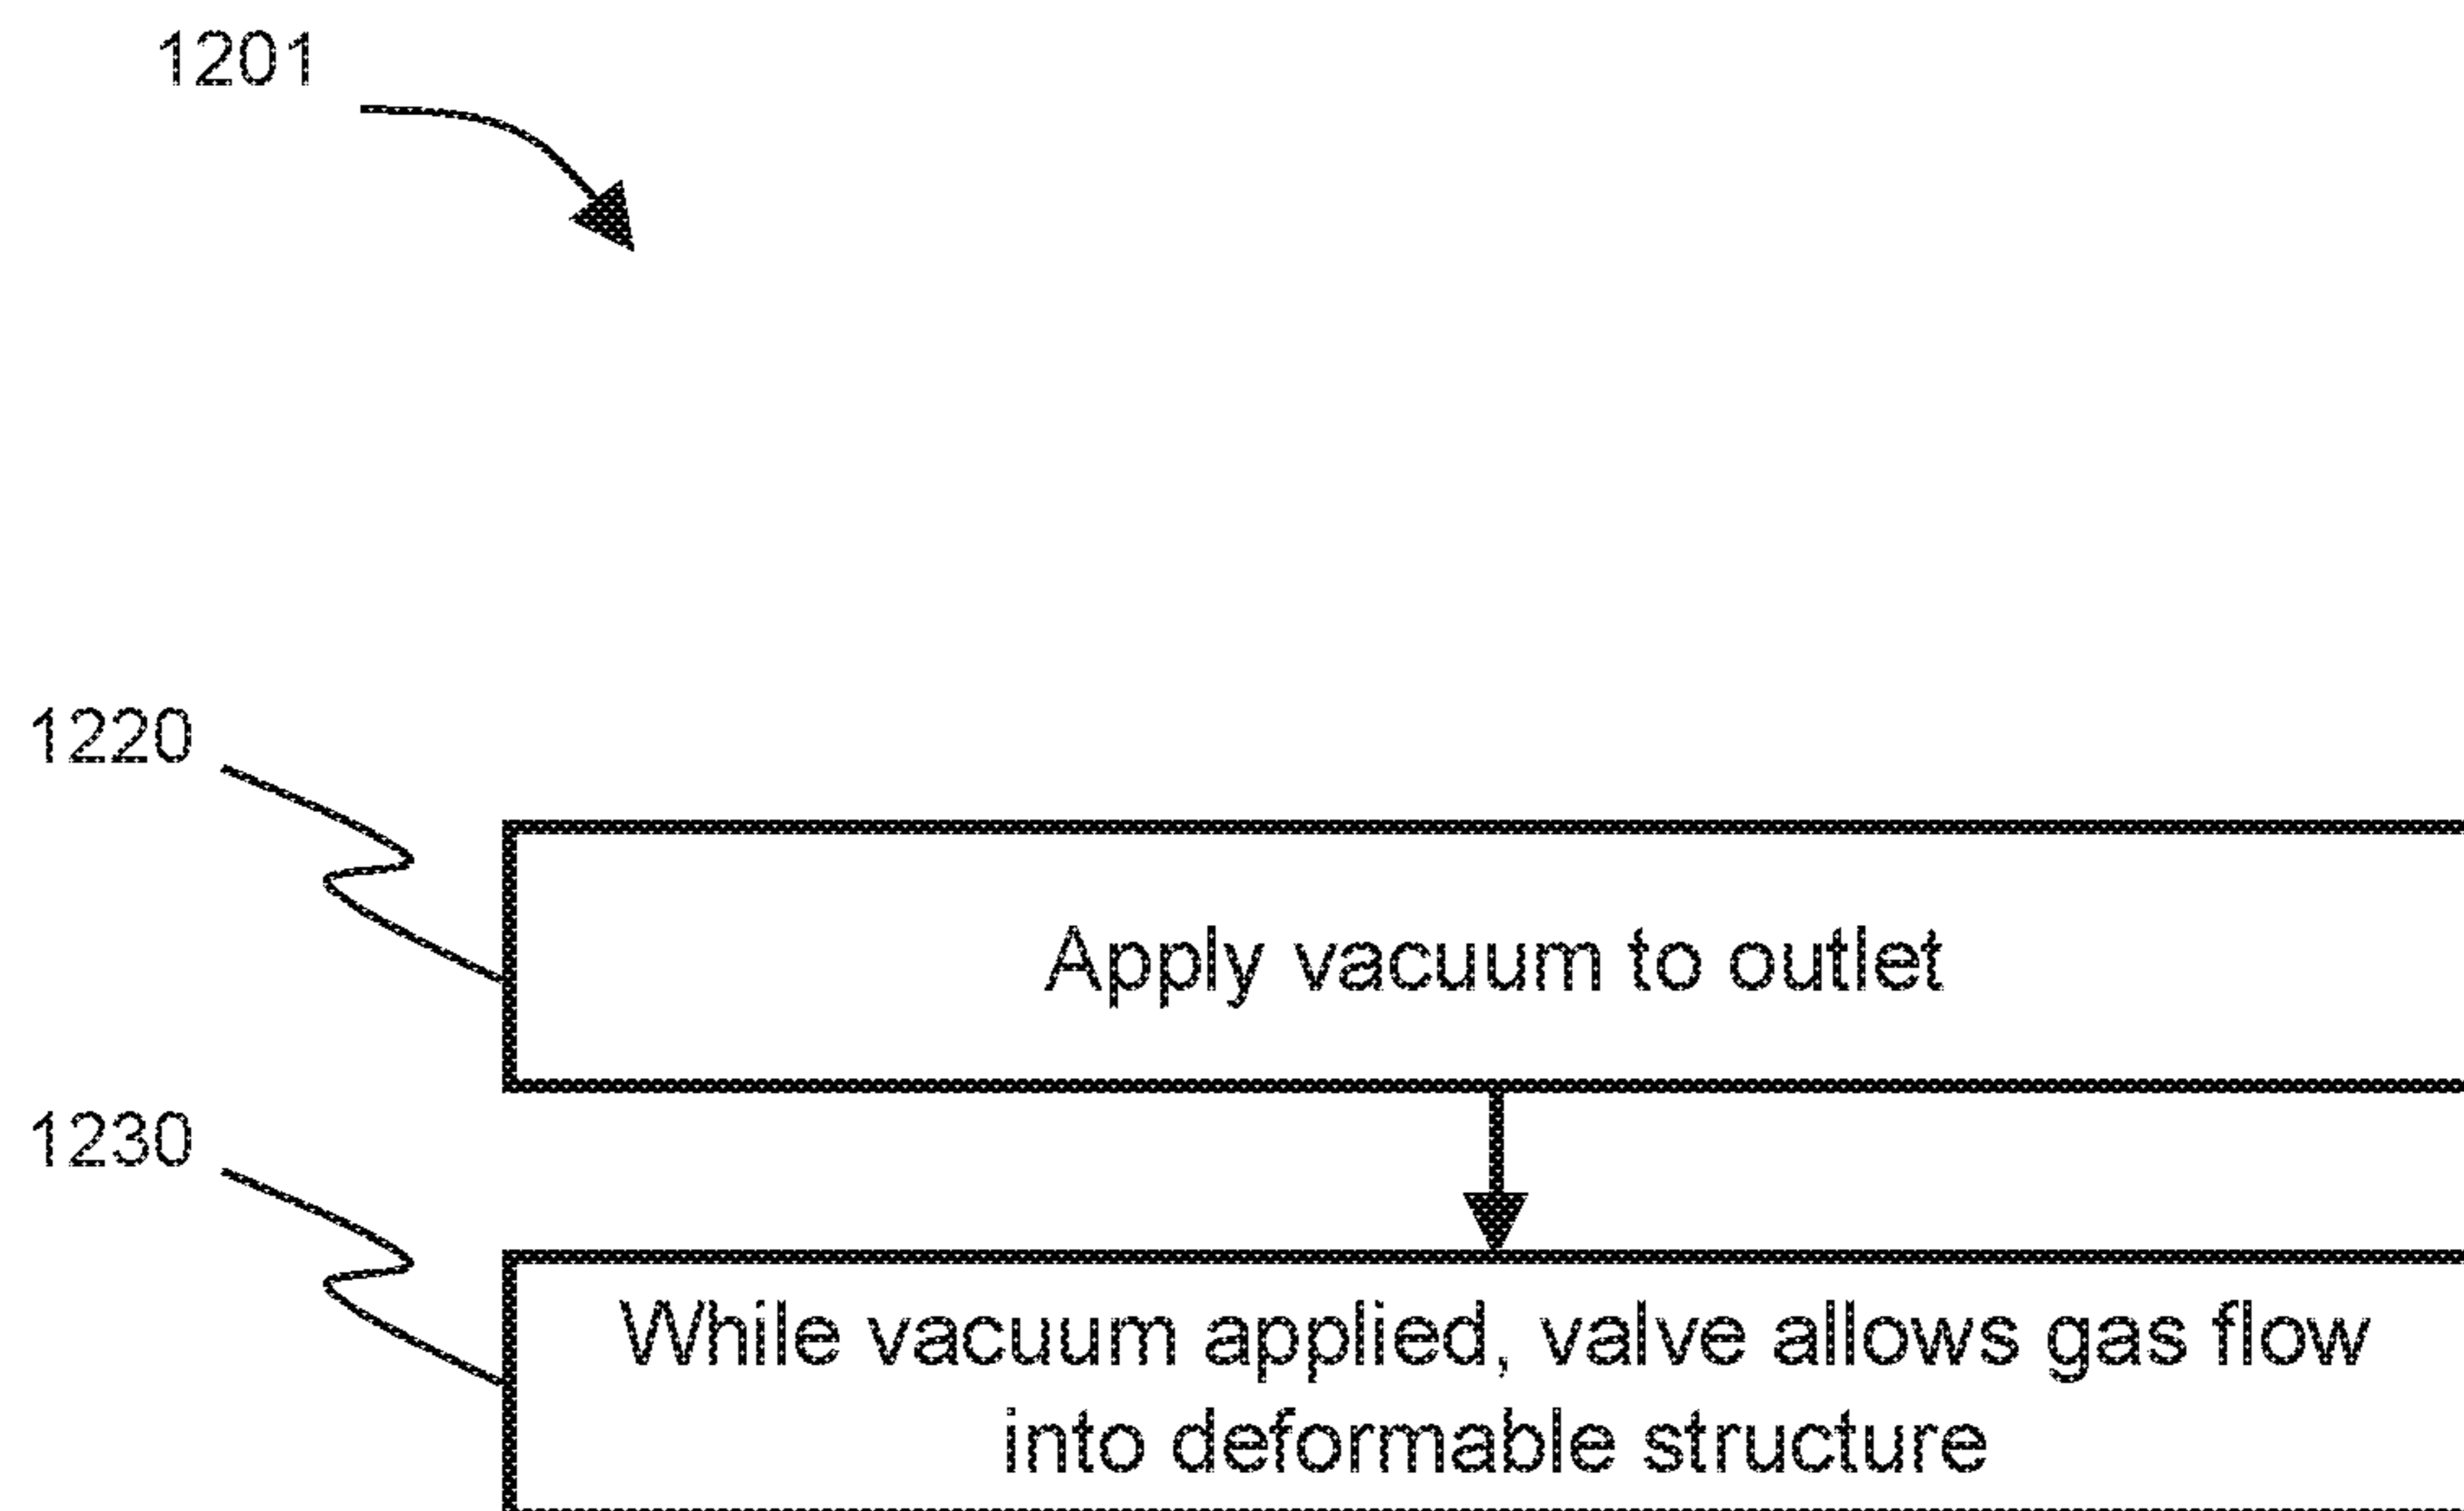 1201
1220
Apply vacuum to outlet
1230
While vacuum applied, valve allows gas flow
into deformable structure